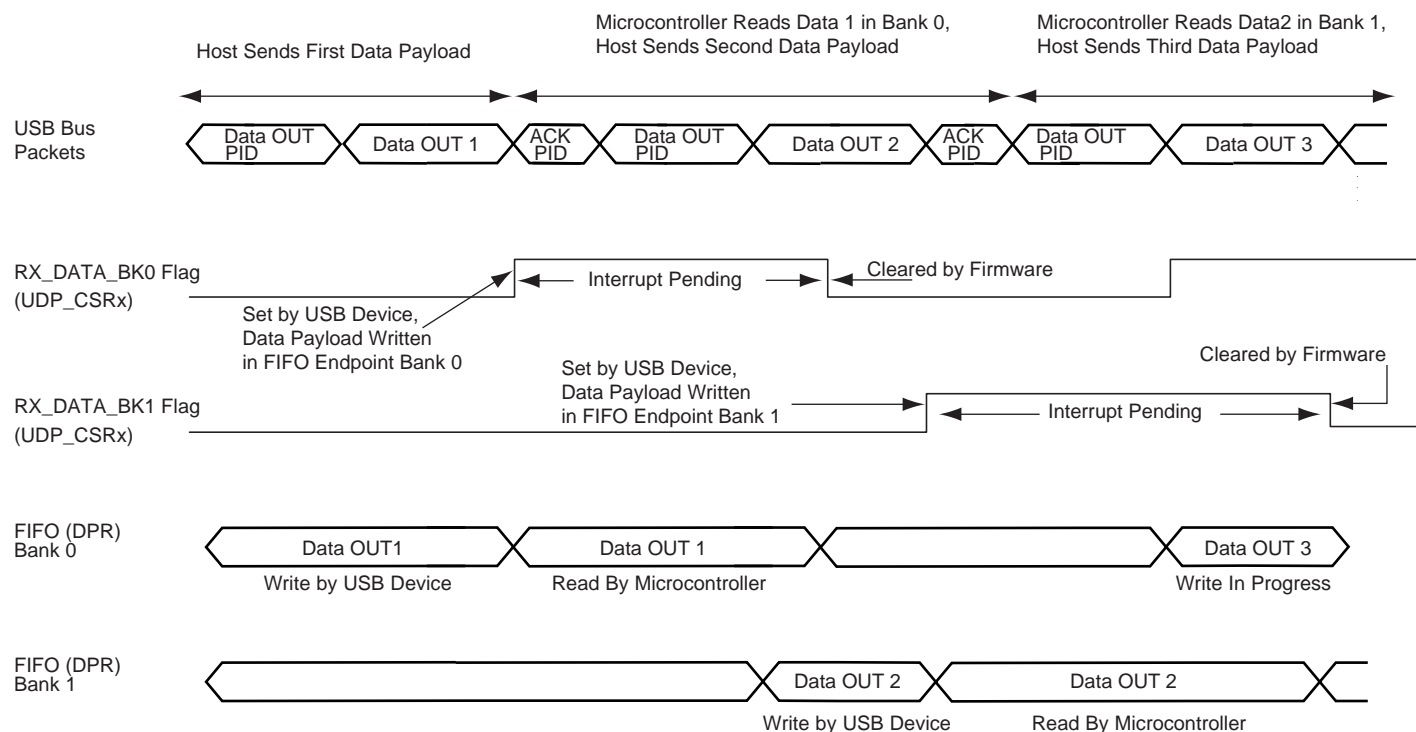 Host Sends First Data Payload
Microcontroller Reads Data 1 in Bank 0,
Host Sends Second Data Payload
Microcontroller Reads Data2 in Bank 1,
Host Sends Third Data Payload
USB Bus
Packets
Data OUT
PID
Data OUT 1
ACK
PID
Data OUT
PID
Data OUT 2
ACK
PID
Data OUT
PID
Data OUT 3
RX_DATA_BK0 Flag
(UDP_CSRx)
Interrupt Pending
Cleared by Firmware
Set by USB Device,
Data Payload Written
in FIFO Endpoint Bank 0
RX_DATA_BK1 Flag
(UDP_CSRx)
Set by USB Device,
Data Payload Written
in FIFO Endpoint Bank 1
Interrupt Pending
Cleared by Firmware
FIFO (DPR)
Bank 0
Data OUT1
Data OUT 1
Data OUT 3
Write by USB Device
Read By Microcontroller
Write In Progress
FIFO (DPR)
Bank 1
Data OUT 2
Data OUT 2
Write by USB Device
Read By Microcontroller